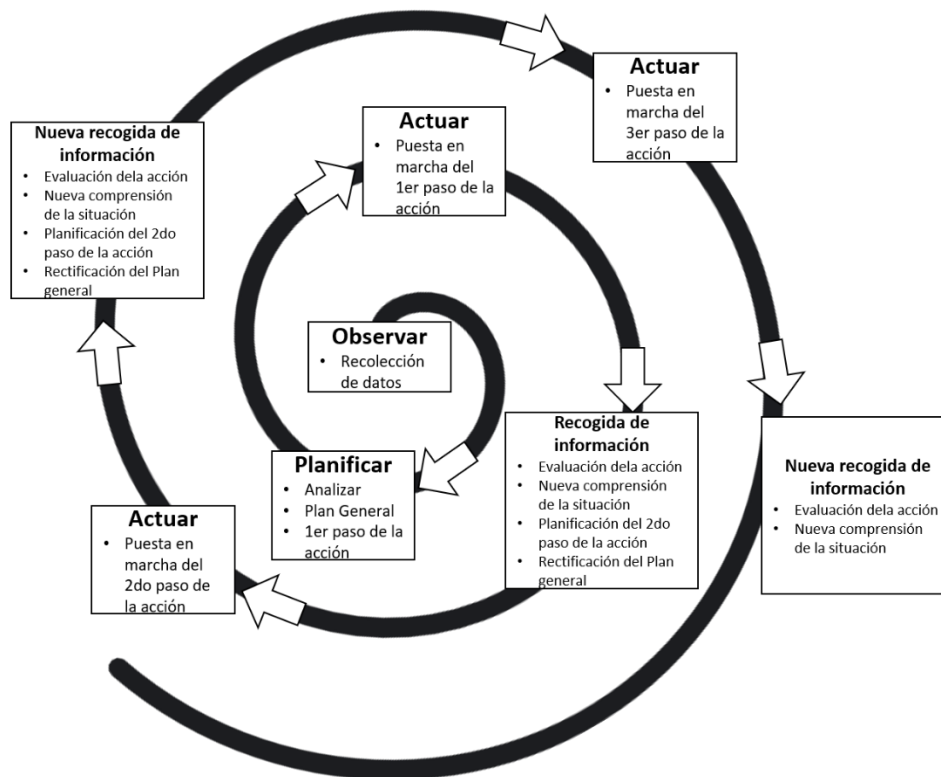 Observar
• Recolección
de datos
Planificar
• Analizar
• Plan General
• 1er paso de la
acción
Actuar
• Puesta en
marcha del
1er paso de la
acción
Recogida de
información
• Evaluación dela acción
• Nueva comprensión
de la situación
• Planificación del 2do
paso de la acción
• Rectificación del Plan
general
Actuar
• Puesta en
marcha del
2do paso de
la acción
Nueva recogida de
información
• Evaluación dela acción
• Nueva comprensión
de la situación
• Planificación del 2do
paso de la acción
• Rectificación del Plan
general
Actuar
• Puesta en
marcha del
3er paso de la
acción
Nueva recogida de
información
• Evaluación dela acción
• Nueva comprensión
de la situación